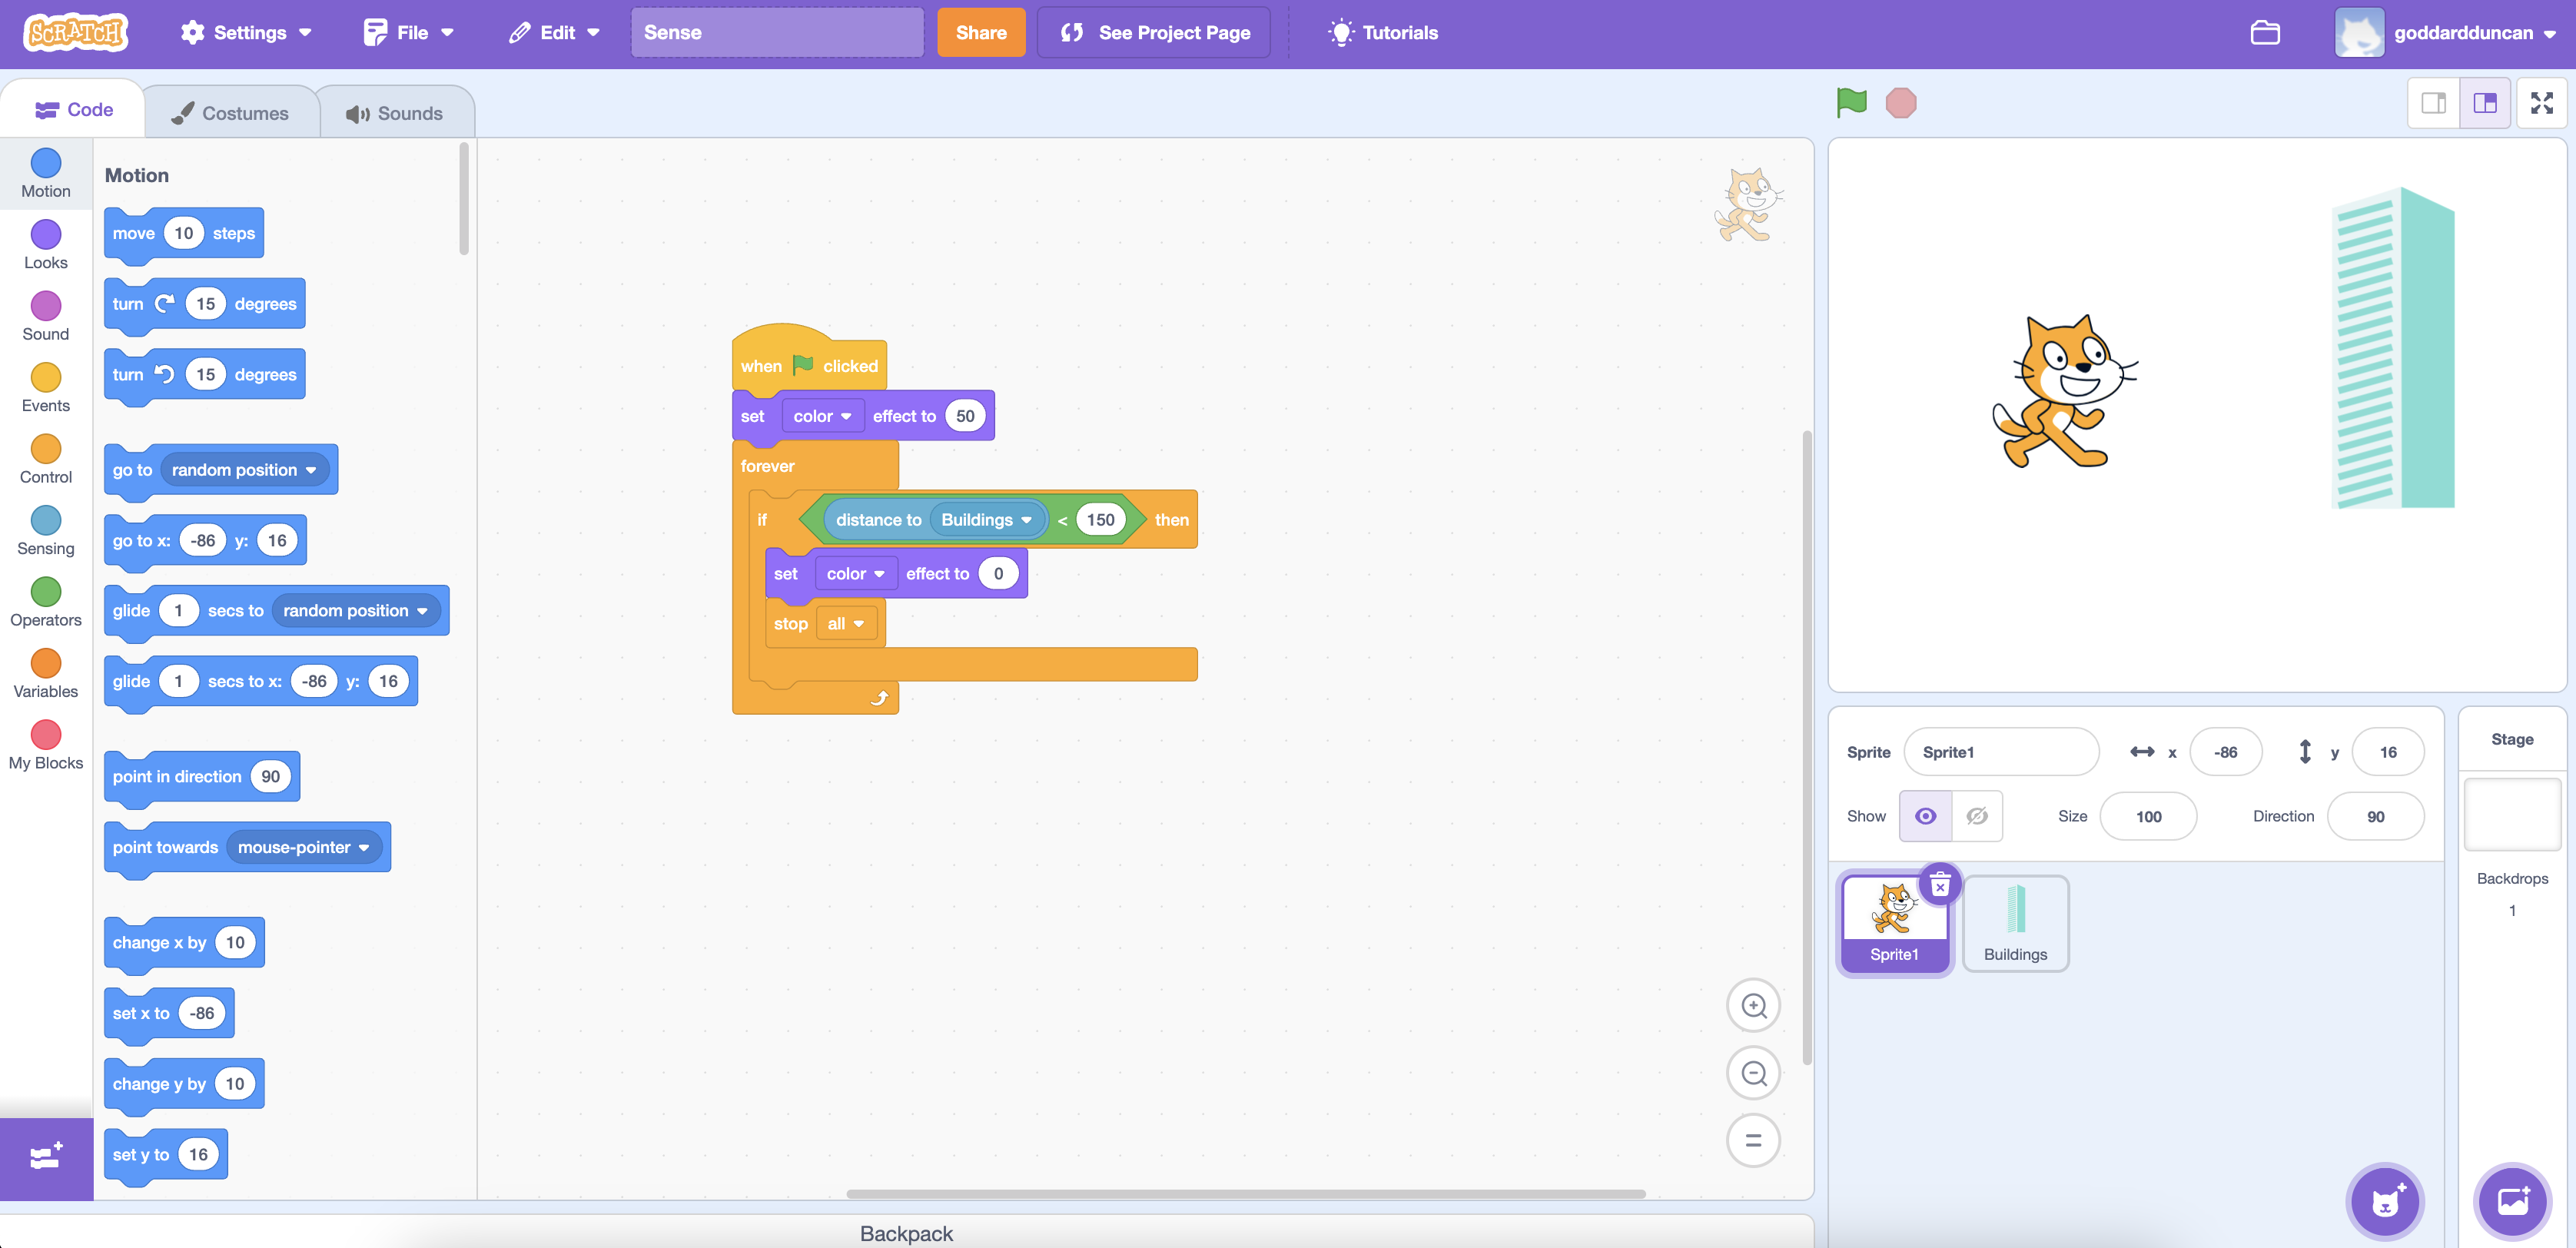 SCRATCH Settings File Edit Sense Share See Project Page Tutorials goddardduncan
Code Costumes Sounds
Motion
Looks
Sound
Events
Control
Sensing
Operators
Variables
My Blocks
Motion
move 10 steps
turn 15 degrees
turn 15 degrees
go to random position
go to x: -86 y: 16
glide 1 secs to random position
glide 1 secs to x: -86 y: 16
point in direction 90
point towards mouse-pointer
change x by 10
set x to -86
change y by 10
set y to 16
when clicked
set color effect to 50
forever
if distance to Buildings < 150 then
set color effect to 0
stop all
Backpack
Sprite Sprite1 x -86 y 16
Show Size 100 Direction 90
Sprite1 Buildings
Stage
Backdrops
1